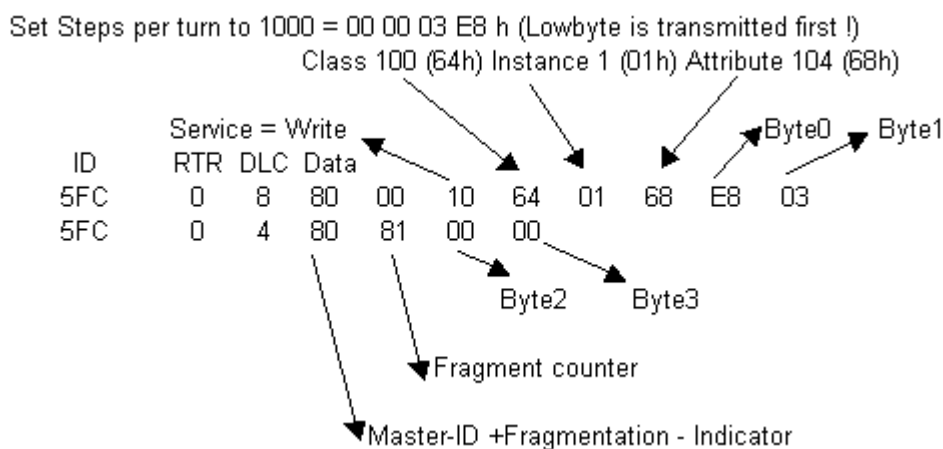 Set Steps per turn to 1000 = 00 00 03 E8 h (Lowbyte is transmitted first !)
Class 100 (64h) Instance 1 (01h) Attribute 104 (68h)
Service = Write Byte0 Byte1
ID RTR DLC Data
5FC 0 8 80 00 10 64 01 68 E8 03
5FC 0 4 80 81 00 00
Byte2 Byte3
Fragment counter
Master-ID +Fragmentation - Indicator